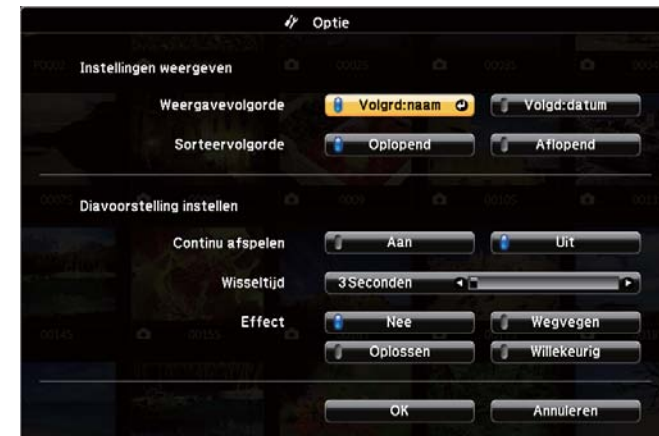 Optie
Instellingen weergeven
Weergavevolgorde Volgrd:naam Volgd:datum
Sorteervolgorde Oplopend Aflopend
Diavoorstelling instellen
Continu afspelen Aan Uit
Wisseltijd 3Seconden
Effect Nee Wegvegen
Oplossen Willekeurig
OK Annuleren